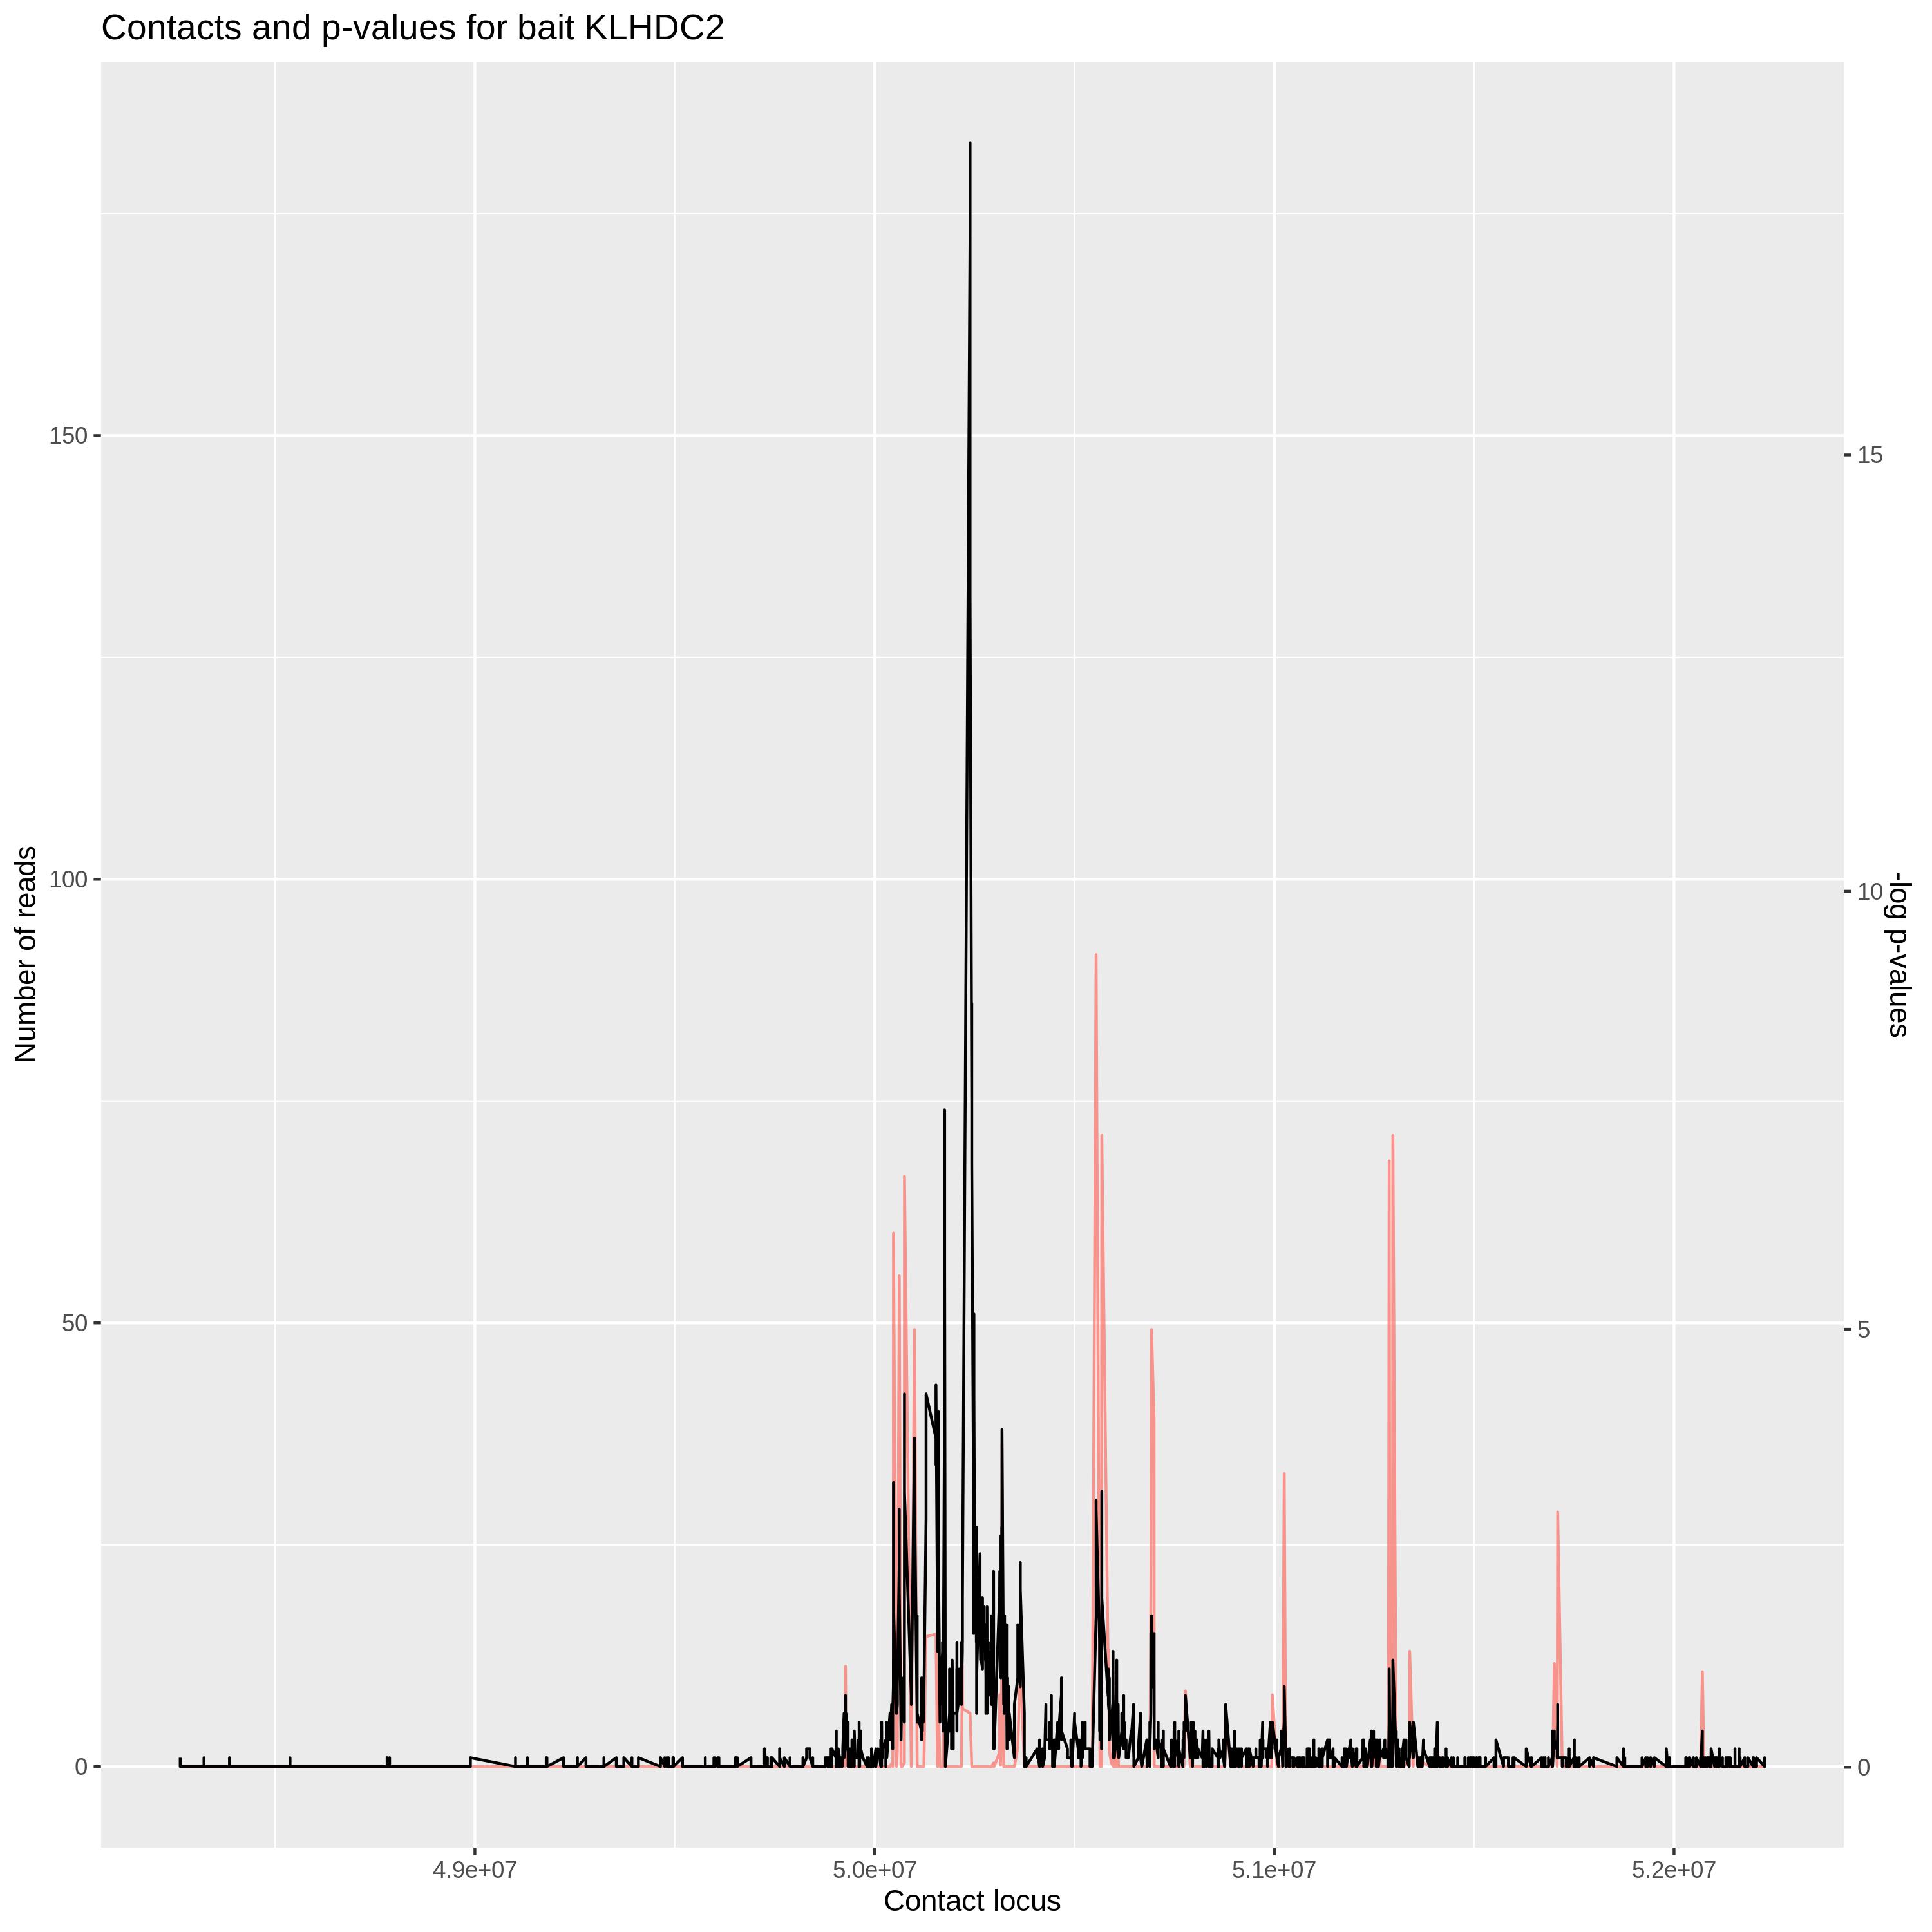 Contacts and p-values for bait KLHDC2
Number of reads
150
100
50
0
15
10
5
0
-log p-values
4.9e+07
5.0e+07
5.1e+07
5.2e+07
Contact locus